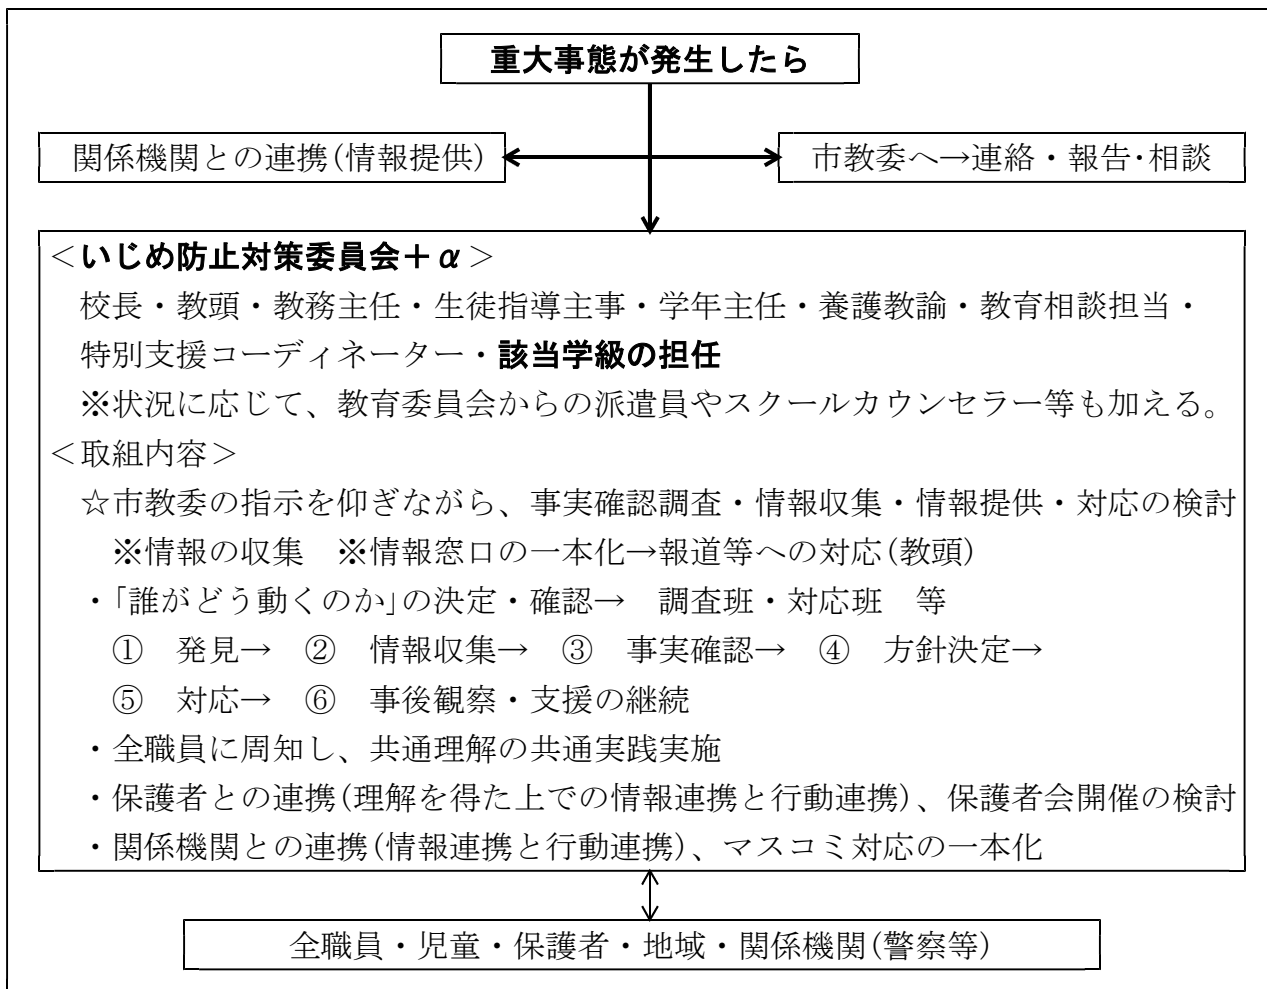 重大事態が発生したら
関係機関との連携(情報提供)
市教委へ→連絡・報告・相談
＜いじめ防止対策委員会＋α＞
校長・教頭・教務主任・生徒指導主事・学年主任・養護教諭・教育相談担当・
特別支援コーディネーター・該当学級の担任
※状況に応じて、教育委員会からの派遣員やスクールカウンセラー等も加える。
＜取組内容＞
☆市教委の指示を仰ぎながら、事実確認調査・情報収集・情報提供・対応の検討
※情報の収集　※情報窓口の一本化→報道等への対応(教頭)
・「誰がどう動くのか」の決定・確認→　調査班・対応班　等
①　発見→　②　情報収集→　③　事実確認→　④　方針決定→
⑤　対応→　⑥　事後観察・支援の継続
・全職員に周知し、共通理解の共通実践実施
・保護者との連携(理解を得た上での情報連携と行動連携)、保護者会開催の検討
・関係機関との連携(情報連携と行動連携)、マスコミ対応の一本化
全職員・児童・保護者・地域・関係機関(警察等)